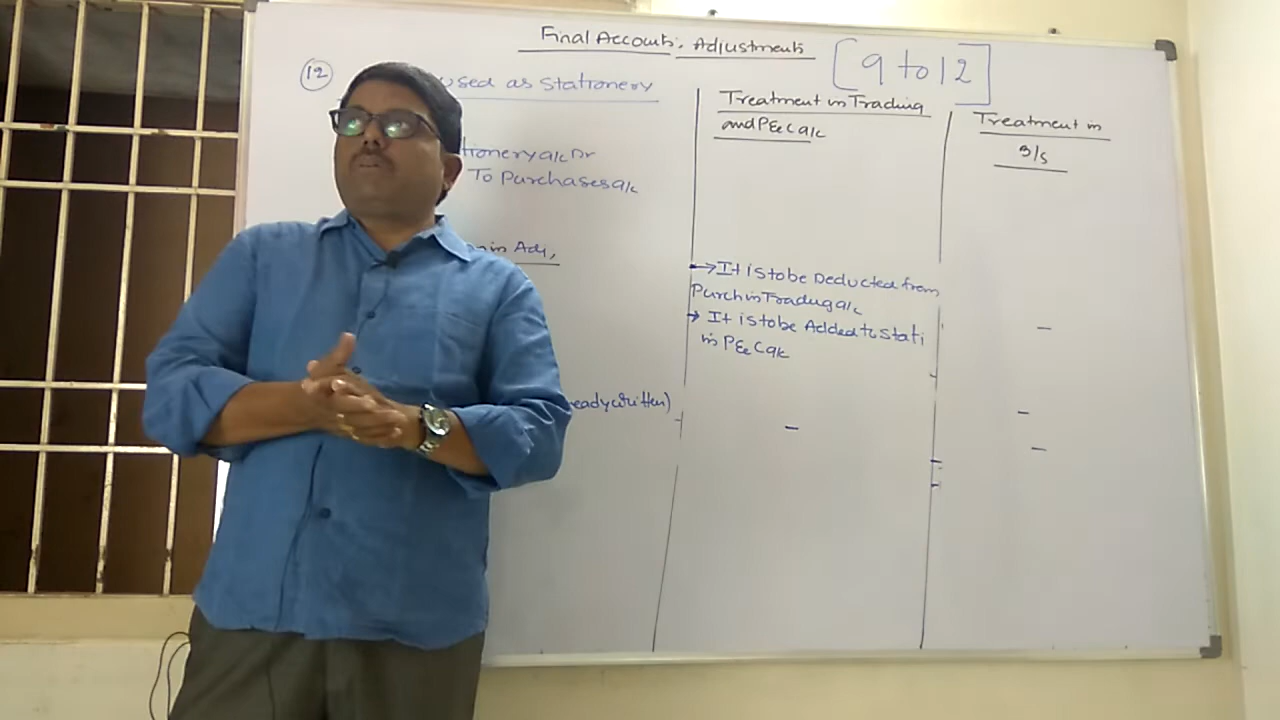 Final Accounts, Adjustments
[9 to 12]
12
used as Stationery
tionery a/c Dr
To Purchases a/c
in Adj,
eady written)
Treatment in Trading
and P&L a/c
→ It is to be Deducted from
Purch in Trading a/c
→ It is to be Added to Stati
in P&L a/c
-
Treatment in
B/S
-
-
-